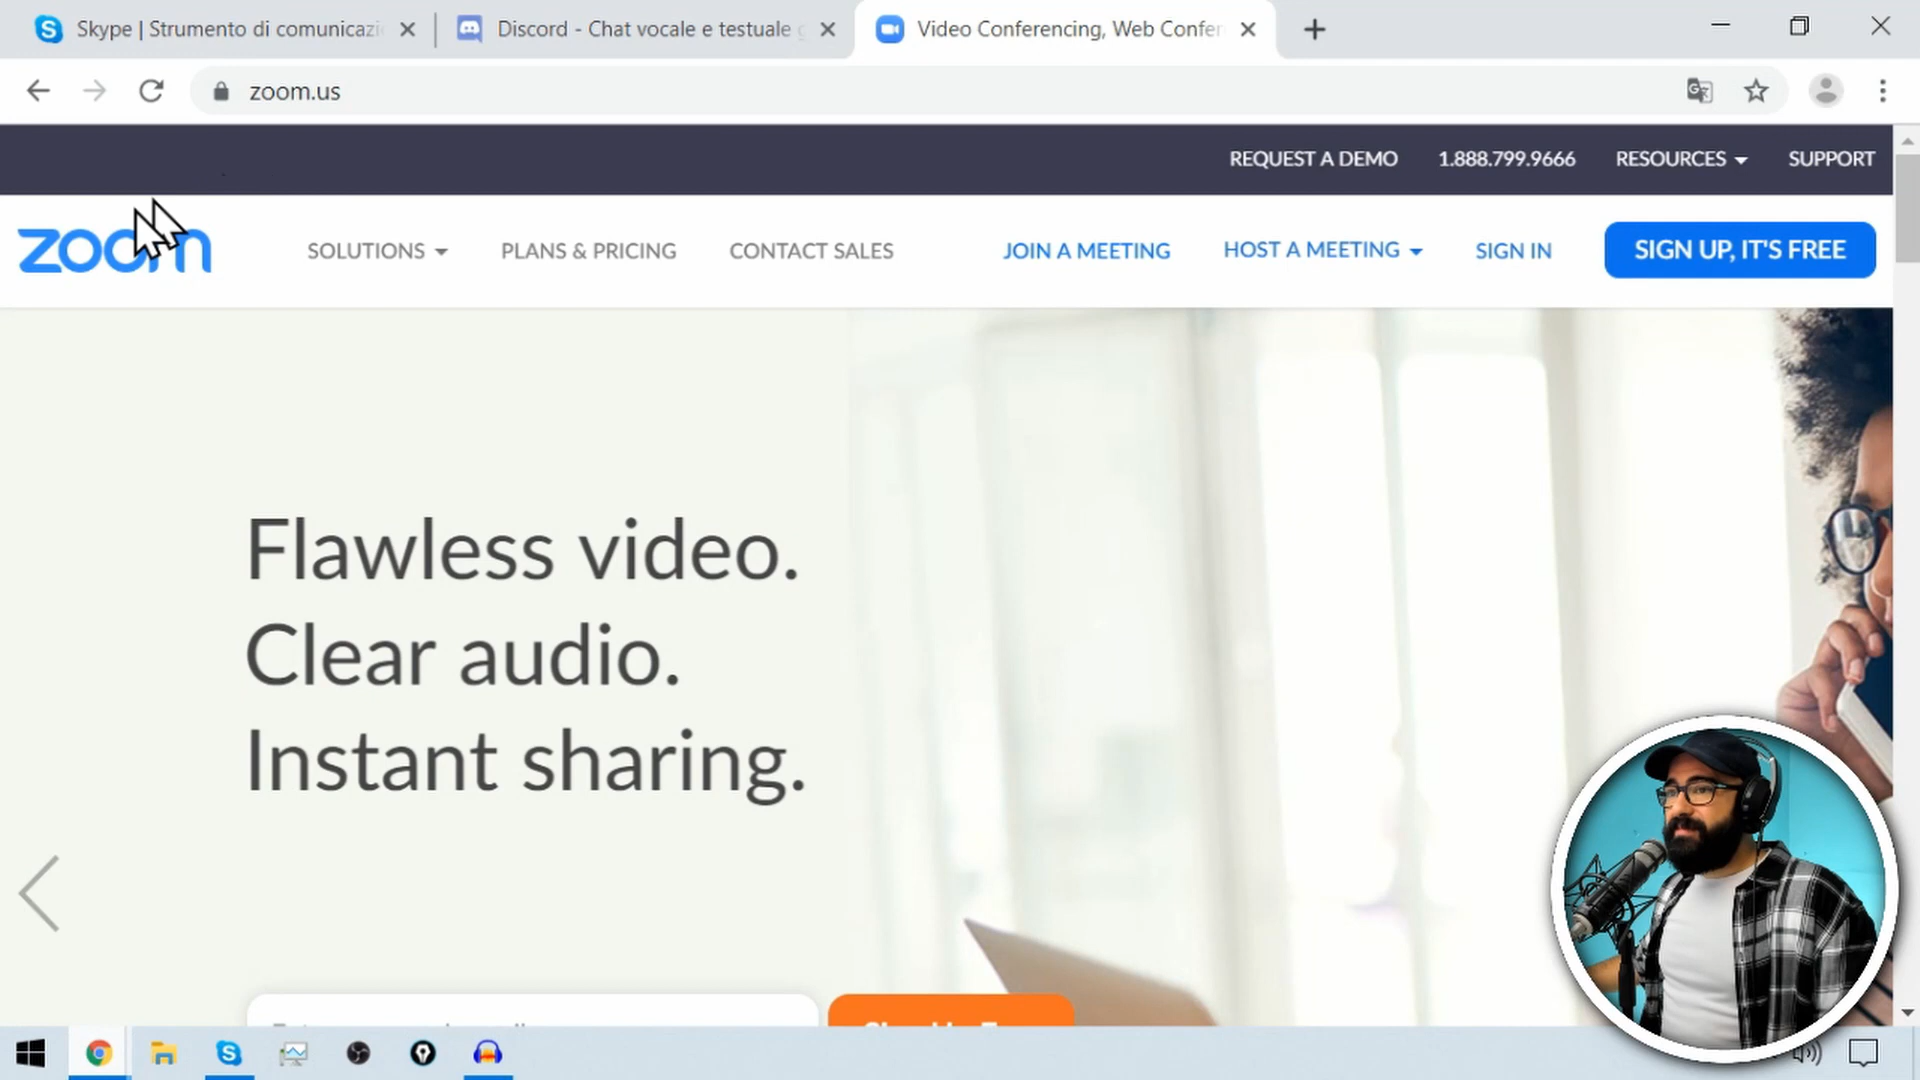 Skype | Strumento di comunicazi
Discord - Chat vocale e testuale
Video Conferencing, Web Confer
zoom.us
REQUEST A DEMO
1.888.799.9666
RESOURCES
SUPPORT
zoom
SOLUTIONS
PLANS & PRICING
CONTACT SALES
JOIN A MEETING
HOST A MEETING
SIGN IN
SIGN UP, IT'S FREE
Flawless video.
Clear audio.
Instant sharing.